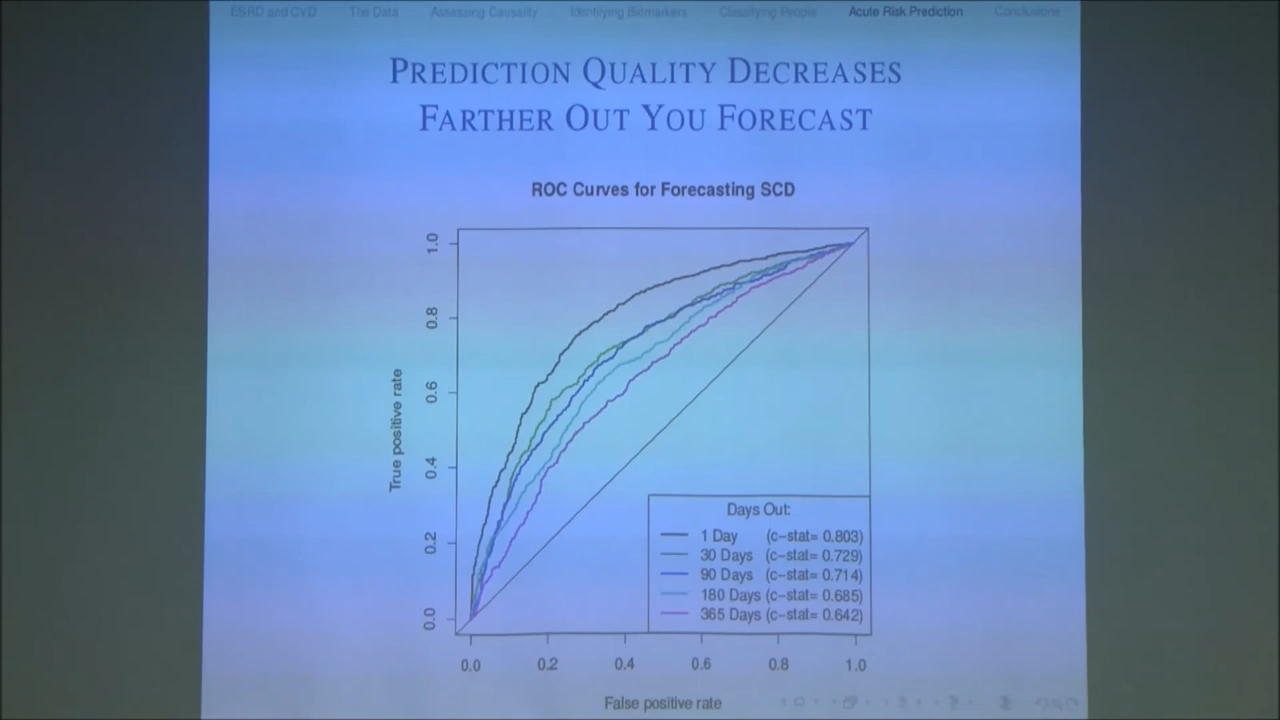 ESRD and CVD The Data Assessing Causality Identifying Biomarkers Classifying People Acute Risk Prediction Conclusions
PREDICTION QUALITY DECREASES
FARTHER OUT YOU FORECAST
ROC Curves for Forecasting SCD
True positive rate
1.0
0.8
0.6
0.4
0.2
0.0
Days Out:
1 Day (c-stat= 0.803)
30 Days (c-stat= 0.729)
90 Days (c-stat= 0.714)
180 Days (c-stat= 0.685)
365 Days (c-stat= 0.642)
0.0 0.2 0.4 0.6 0.8 1.0
False positive rate